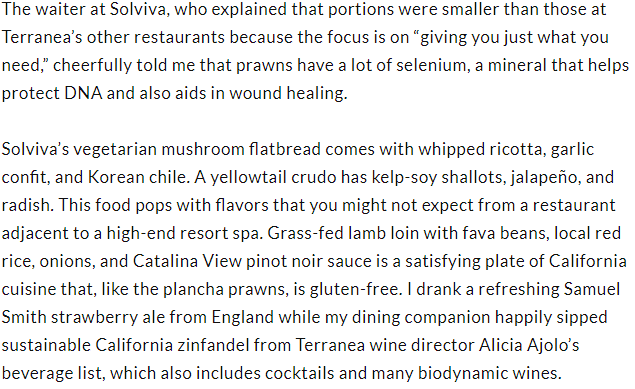 The waiter at Solviva, who explained that portions were smaller than those at
Terranea’s other restaurants because the focus is on “giving you just what you
need,” cheerfully told me that prawns have a lot of selenium, a mineral that helps
protect DNA and also aids in wound healing.
Solviva’s vegetarian mushroom flatbread comes with whipped ricotta, garlic
confit, and Korean chile. A yellowtail crudo has kelp-soy shallots, jalapeño, and
radish. This food pops with flavors that you might not expect from a restaurant
adjacent to a high-end resort spa. Grass-fed lamb loin with fava beans, local red
rice, onions, and Catalina View pinot noir sauce is a satisfying plate of California
cuisine that, like the plancha prawns, is gluten-free. I drank a refreshing Samuel
Smith strawberry ale from England while my dining companion happily sipped
sustainable California zinfandel from Terranea wine director Alicia Ajolo’s
beverage list, which also includes cocktails and many biodynamic wines.